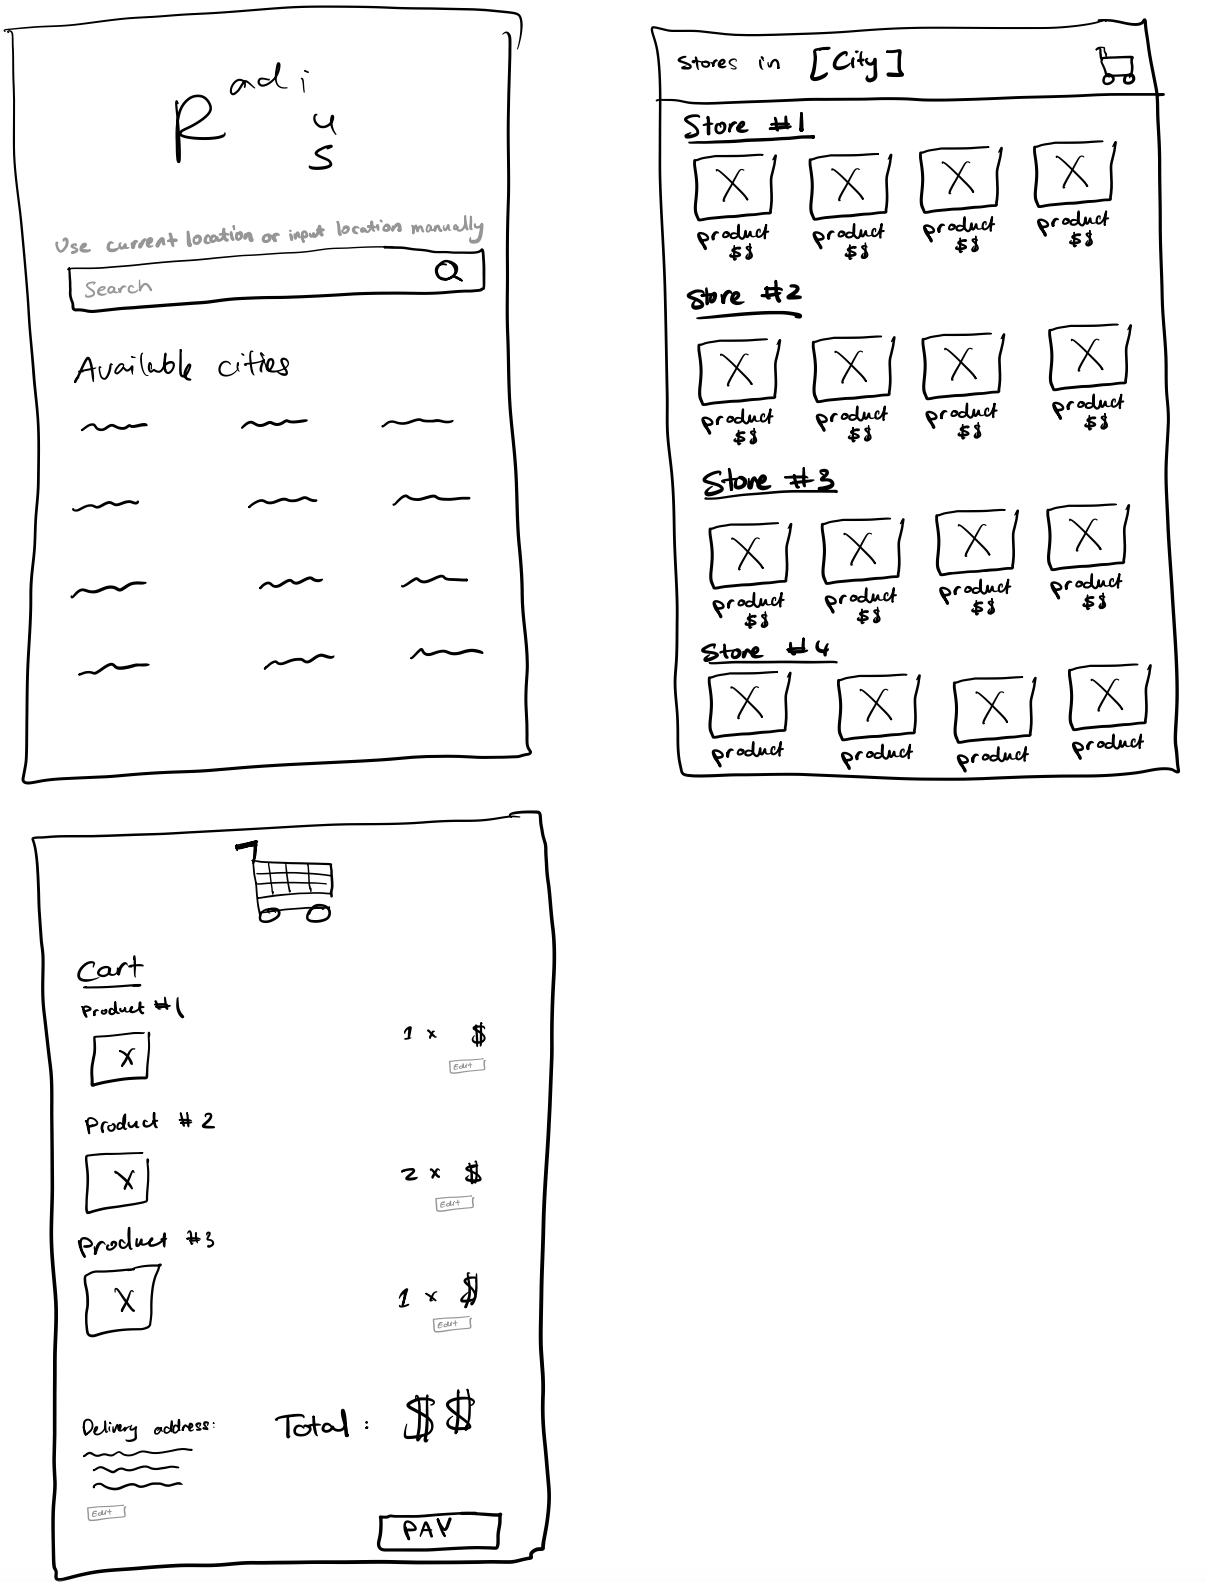 Radius
Use current location or input location manually
Search
Available cities
Stores in [City]
Store #1
product product product product
$$ $$ $$ $$
Store #2
product product product product
$$ $$ $$ $$
Store #3
product product product product
$$ $$ $$ $$
Store #4
product product product product
Cart
Product #1
X
1 x $
Edit
Product #2
X
2 x $
Edit
Product #3
X
1 x $
Edit
Delivery address:
Total: $$
Edit
PAY